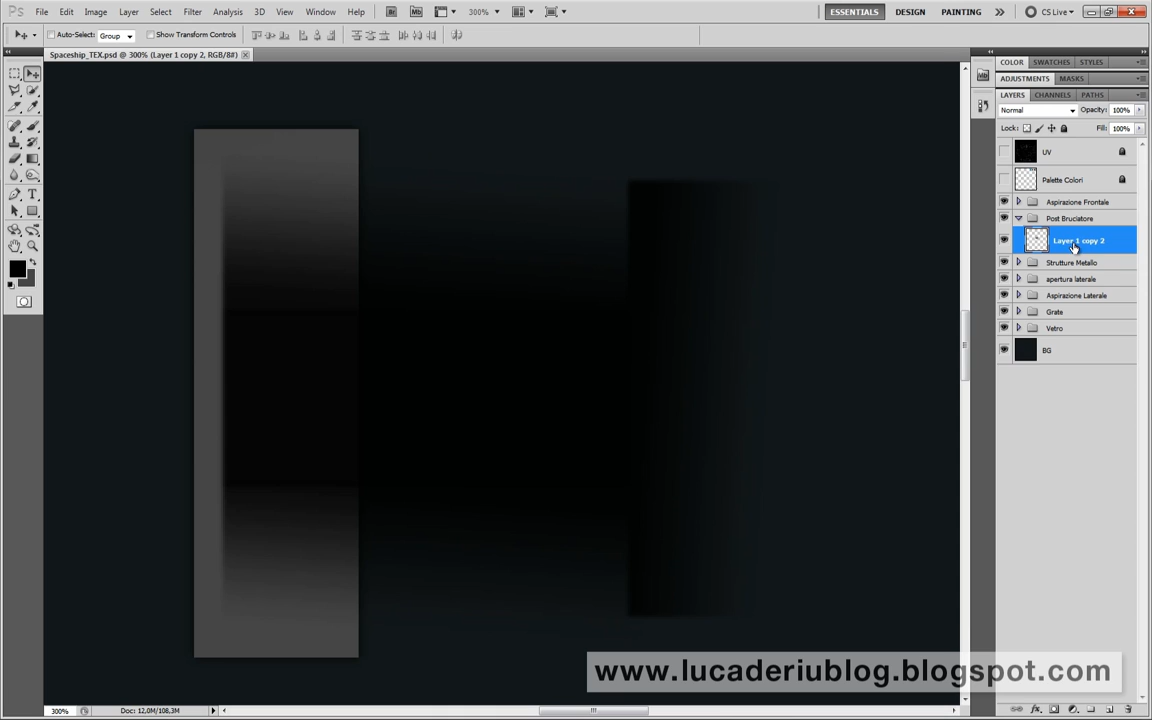 Ps File Edit Image Layer Select Filter Analysis 3D View Window Help Br Mb 300% ESSENTIALS DESIGN PAINTING CS Live
Auto-Select: Group Show Transform Controls
Spaceship_TEX.psd @ 300% (Layer 1 copy 2, RGB/8#)
COLOR SWATCHES STYLES
ADJUSTMENTS MASKS
LAYERS CHANNELS PATHS
Normal Opacity: 100%
Lock: Fill: 100%
UV
Palette Colori
Aspirazione Frontale
Post Bruciatore
Layer 1 copy 2
Strutture Metallo
apertura laterale
Aspirazione Laterale
Grate
Vetro
BG
www.lucaderiublog.blogspot.com
300% Doc: 12,0M/108,3M